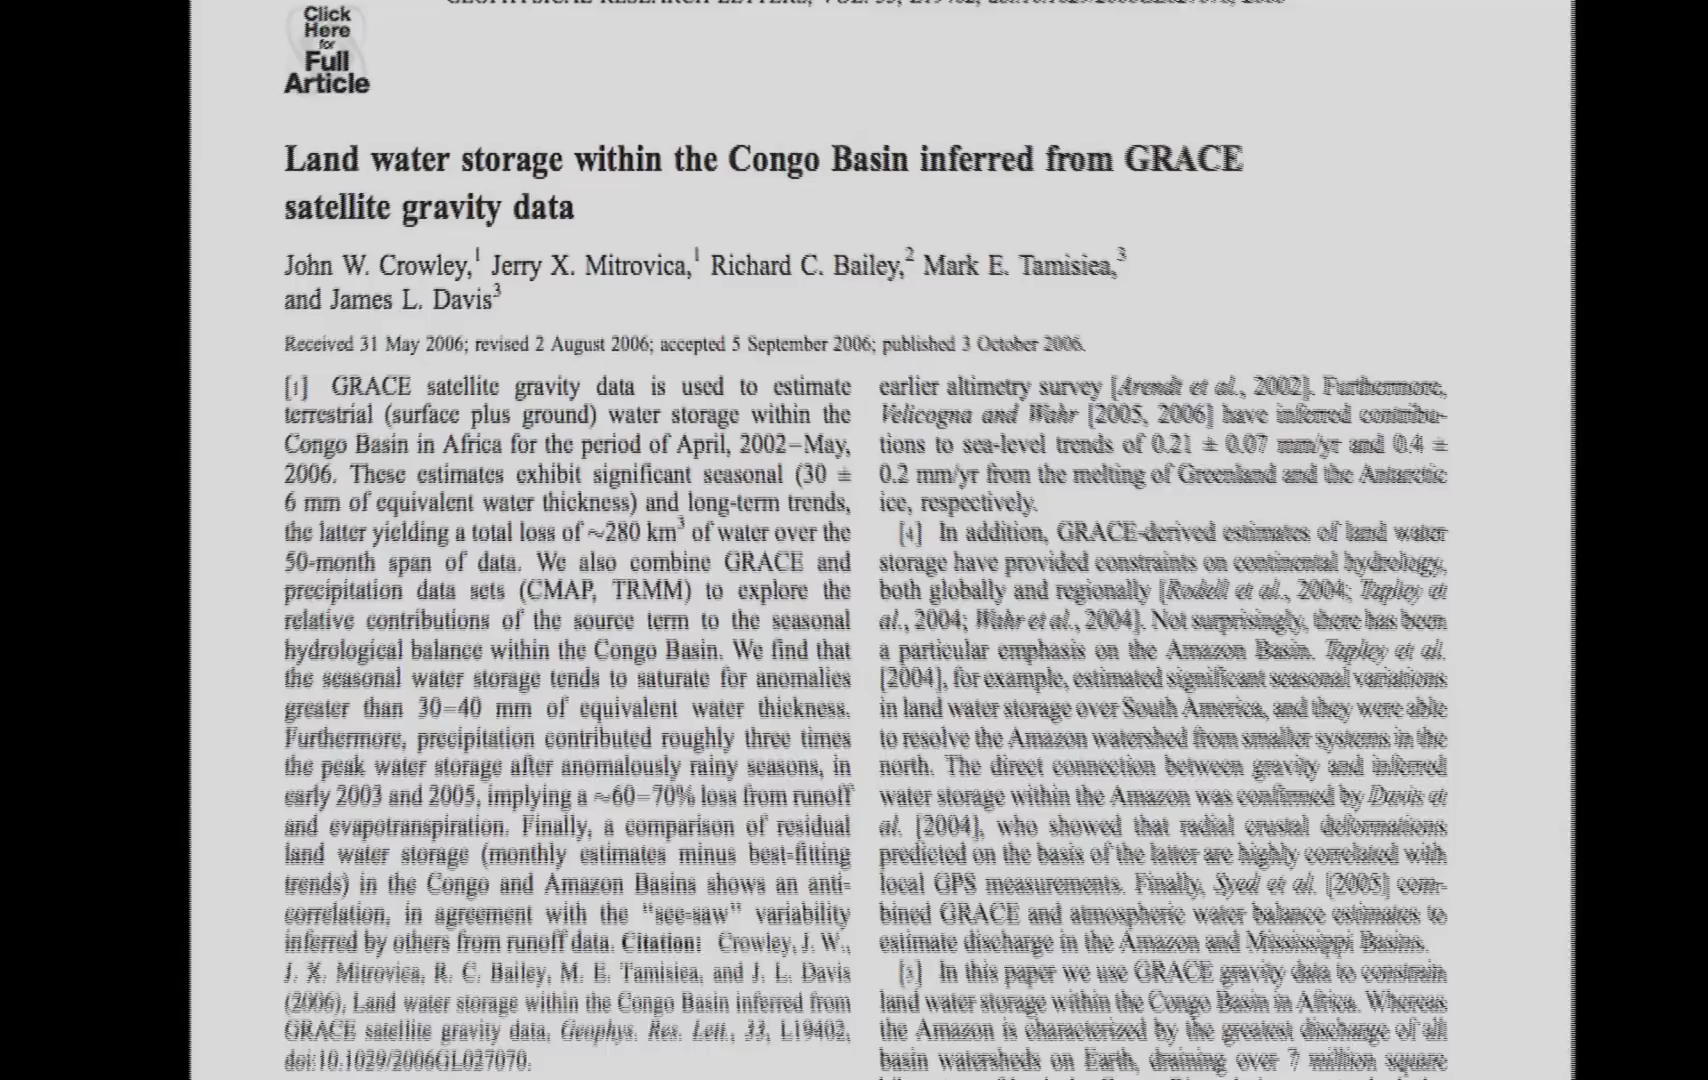 GEOPHYSICAL RESEARCH LETTERS, VOL. 33, L19402, doi:10.1029/2006GL027070, 2006
Click
Here
for
Full
Article
Land water storage within the Congo Basin inferred from GRACE
satellite gravity data
John W. Crowley,1 Jerry X. Mitrovica,1 Richard C. Bailey,2 Mark E. Tamisiea,3
and James L. Davis3
Received 31 May 2006; revised 2 August 2006; accepted 5 September 2006; published 3 October 2006.
[1] GRACE satellite gravity data is used to estimate
terrestrial (surface plus ground) water storage within the
Congo Basin in Africa for the period of April, 2002–May,
2006. These estimates exhibit significant seasonal (30 ±
6 mm of equivalent water thickness) and long-term trends,
the latter yielding a total loss of ~280 km3 of water over the
50-month span of data. We also combine GRACE and
precipitation data sets (CMAP, TRMM) to explore the
relative contributions of the source term to the seasonal
hydrological balance within the Congo Basin. We find that
the seasonal water storage tends to saturate for anomalies
greater than 30–40 mm of equivalent water thickness.
Furthermore, precipitation contributed roughly three times
the peak water storage after anomalously rainy seasons, in
early 2003 and 2005, implying a ~60–70% loss from runoff
and evapotranspiration. Finally, a comparison of residual
land water storage (monthly estimates minus best-fitting
trends) in the Congo and Amazon Basins shows an anti-
correlation, in agreement with the "see-saw" variability
inferred by others from runoff data. Citation: Crowley, J. W.,
J. X. Mitrovica, R. C. Bailey, M. E. Tamisiea, and J. L. Davis
(2006), Land water storage within the Congo Basin inferred from
GRACE satellite gravity data, Geophys. Res. Lett., 33, L19402,
doi:10.1029/2006GL027070.
earlier altimetry survey [Arendt et al., 2002]. Furthermore,
Velicogna and Wahr [2005, 2006] have inferred contribu-
tions to sea-level trends of 0.21 ± 0.07 mm/yr and 0.4 ±
0.2 mm/yr from the melting of Greenland and the Antarctic
ice, respectively.
[4] In addition, GRACE-derived estimates of land water
storage have provided constraints on continental hydrology,
both globally and regionally [Rodell et al., 2004; Tapley et
al., 2004; Wahr et al., 2004]. Not surprisingly, there has been
a particular emphasis on the Amazon Basin. Tapley et al.
[2004], for example, estimated significant seasonal variations
in land water storage over South America, and they were able
to resolve the Amazon watershed from smaller systems in the
north. The direct connection between gravity and inferred
water storage within the Amazon was confirmed by Davis et
al. [2004], who showed that radial crustal deformations
predicted on the basis of the latter are highly correlated with
local GPS measurements. Finally, Syed et al. [2005] com-
bined GRACE and atmospheric water balance estimates to
estimate discharge in the Amazon and Mississippi Basins.
[5] In this paper we use GRACE gravity data to constrain
land water storage within the Congo Basin in Africa. Whereas
the Amazon is characterized by the greatest discharge of all
basin watersheds on Earth, draining over 7 million square